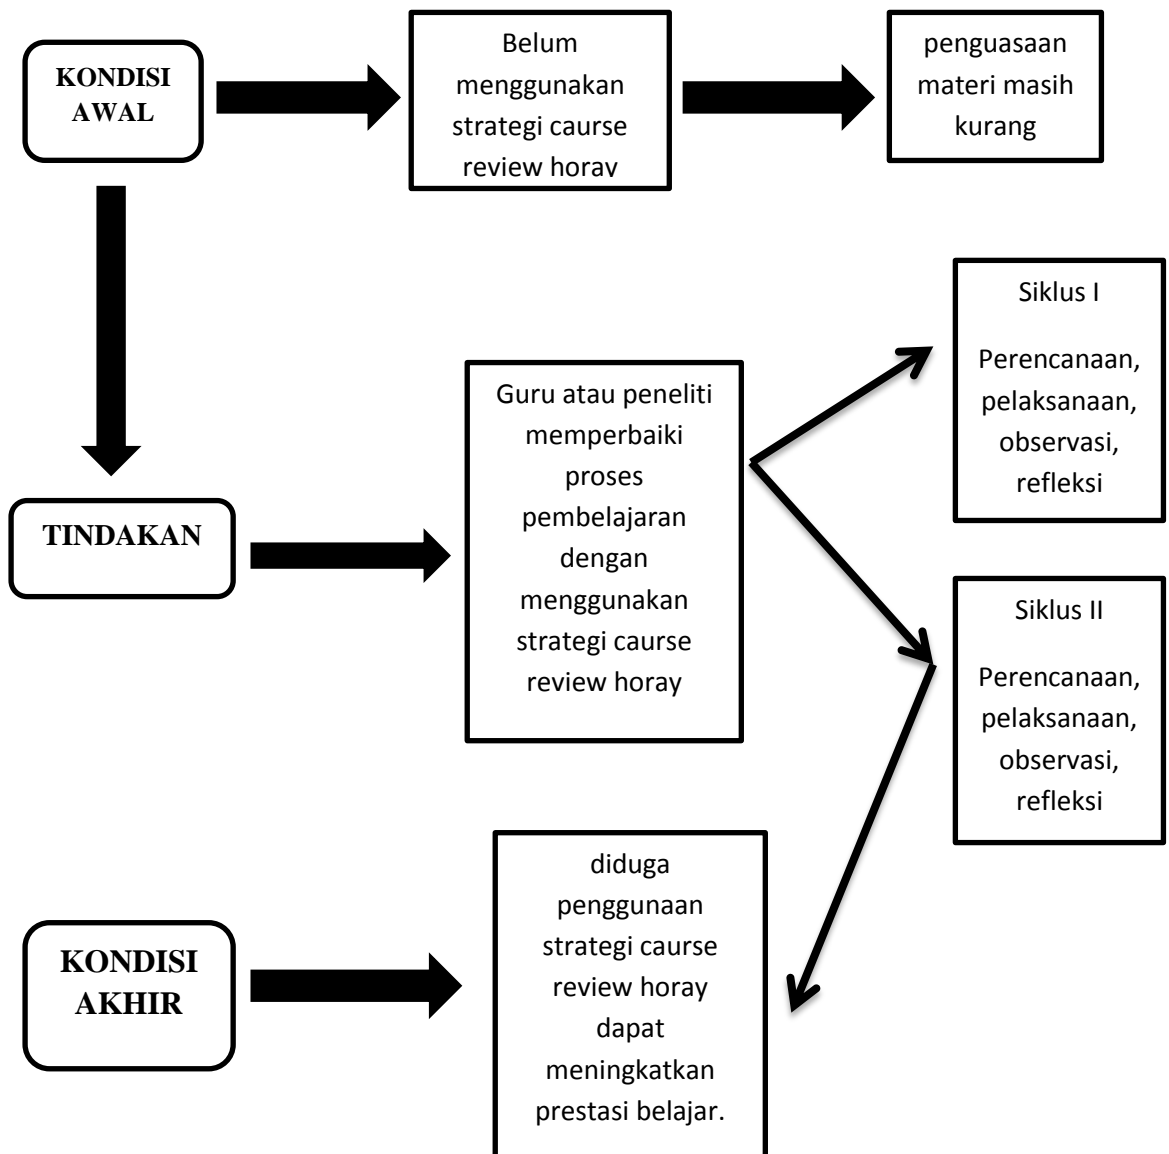 KONDISI
AWAL
Belum
menggunakan
strategi caurse
review horay
penguasaan
materi masih
kurang
Siklus I
Perencanaan,
pelaksanaan,
observasi,
refleksi
Guru atau peneliti
memperbaiki
proses
pembelajaran
dengan
menggunakan
strategi caurse
review horay
TINDAKAN
Siklus II
Perencanaan,
pelaksanaan,
observasi,
refleksi
KONDISI
AKHIR
diduga
penggunaan
strategi caurse
review horay
dapat
meningkatkan
prestasi belajar.